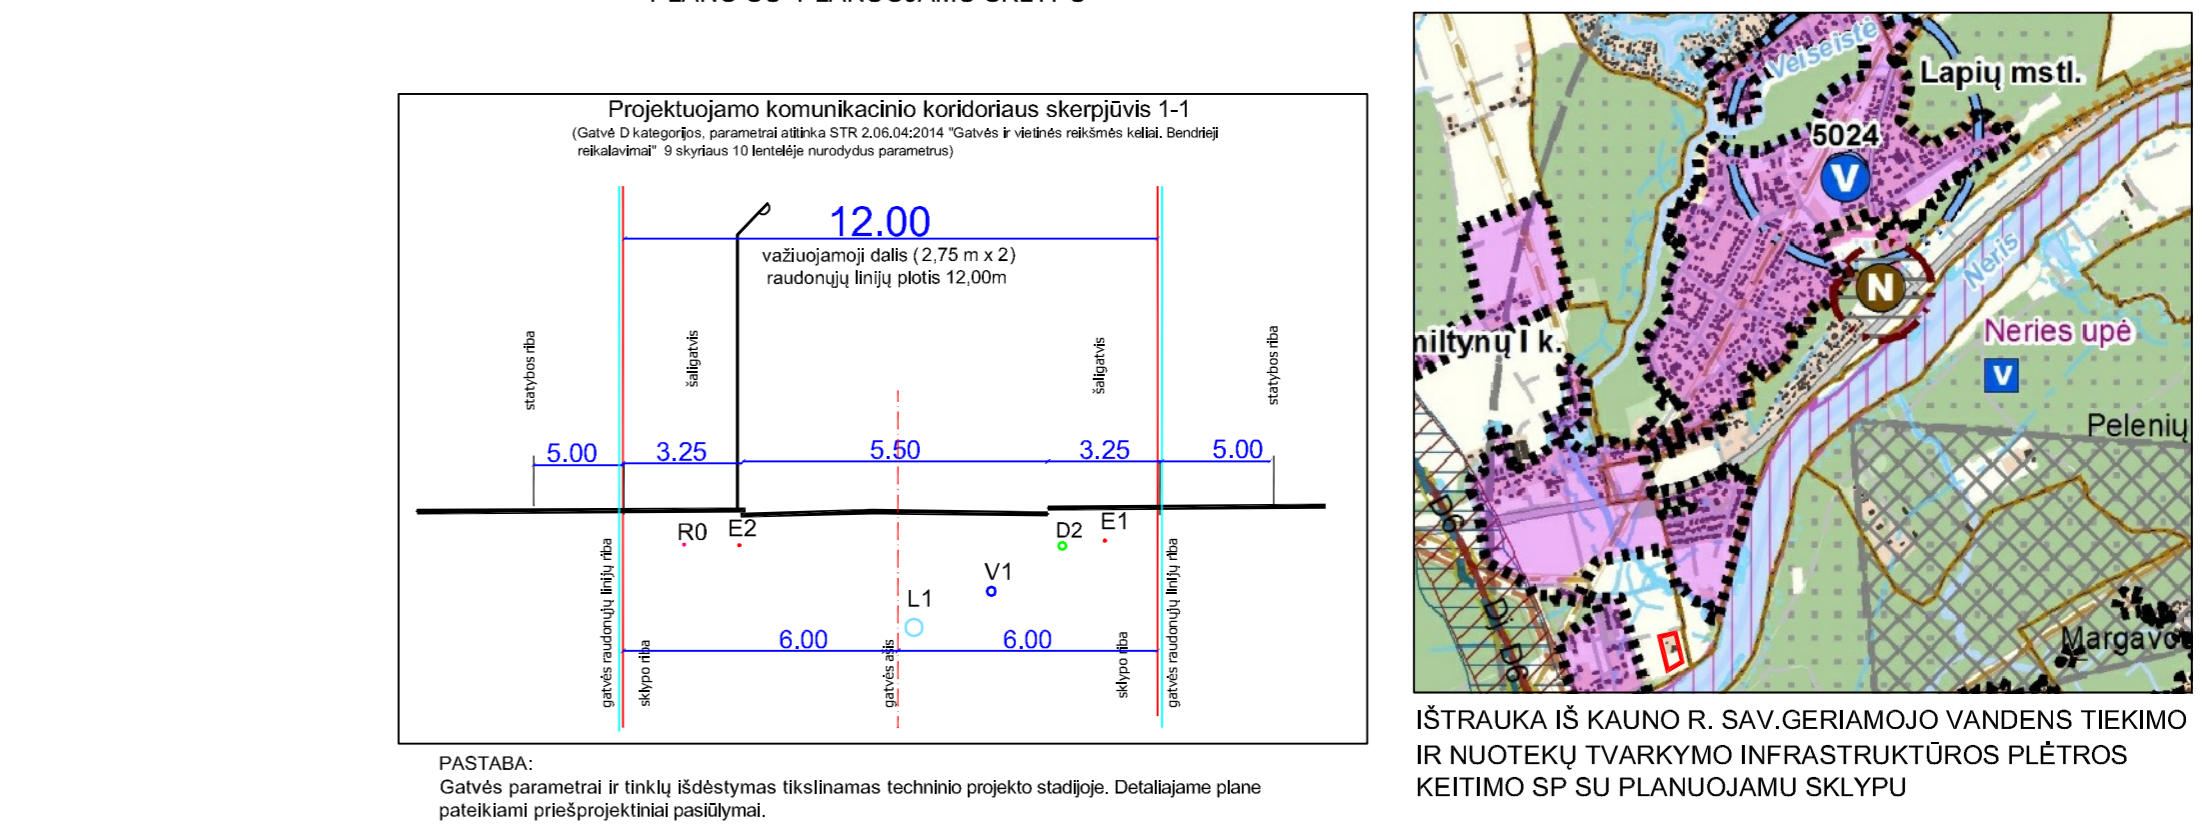 Projektuojamo komunikacinio koridoriaus skerpjūvis 1-1
(Gatvė D kategorijos, parametrai atitinka STR 2.06.04:2014 "Gatvės ir vietinės reikšmės keliai. Bendrieji
reikalavimai" 9 skyriaus 10 lentelėje nurodydus parametrus)
12.00
važiuojamoji dalis (2,75 m x 2)
raudonųjų linijų plotis 12,00m
statybos riba
šaligatvis
šaligatvis
statybos riba
5.00
3.25
5.50
3.25
5.00
R0
E2
D2
E1
V1
L1
6.00
6.00
gatvės raudonųjų linijų riba
sklypo riba
gatvės ašis
sklypo riba
gatvės raudonųjų linijų riba
PASTABA:
Gatvės parametrai ir tinklų išdėstymas tikslinamas techninio projekto stadijoje. Detaliajame plane
pateikiami priešprojektiniai pasiūlymai.
Veiseistė
Lapių mstl.
5024
V
N
Neris
Neries upė
V
miltynų I k.
Pelenių
Margavo
D6
Dj D6
IŠTRAUKA IŠ KAUNO R. SAV.GERIAMOJO VANDENS TIEKIMO
IR NUOTEKŲ TVARKYMO INFRASTRUKTŪROS PLĖTROS
KEITIMO SP SU PLANUOJAMU SKLYPU